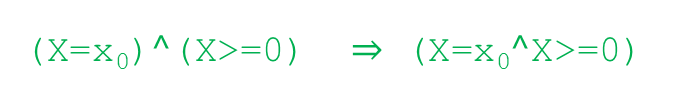 (X=x₀)^(X>=0) ⇒ (X=x₀^X>=0)